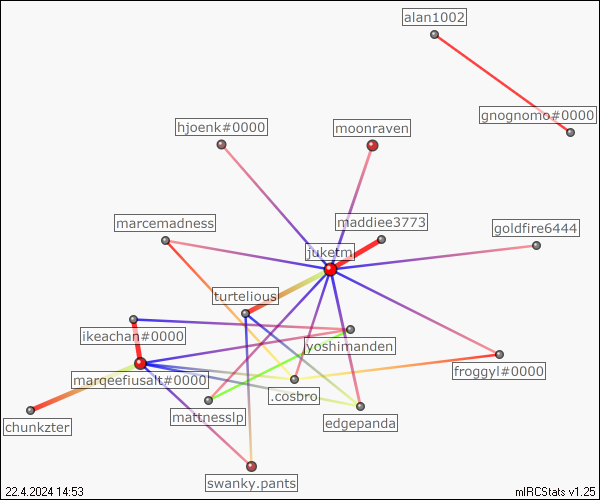 alan1002
gnognomo#0000
hjoenk#0000
moonraven
marcemadness
maddiee3773
goldfire6444
juketm
turtelious
ikeachan#0000
yoshimanden
marqeefiusalt#0000
froggyl#0000
.cosbro
mattnesslp
edgepanda
chunkzter
swanky.pants
22.4.2024 14:53
mIRCStats v1.25